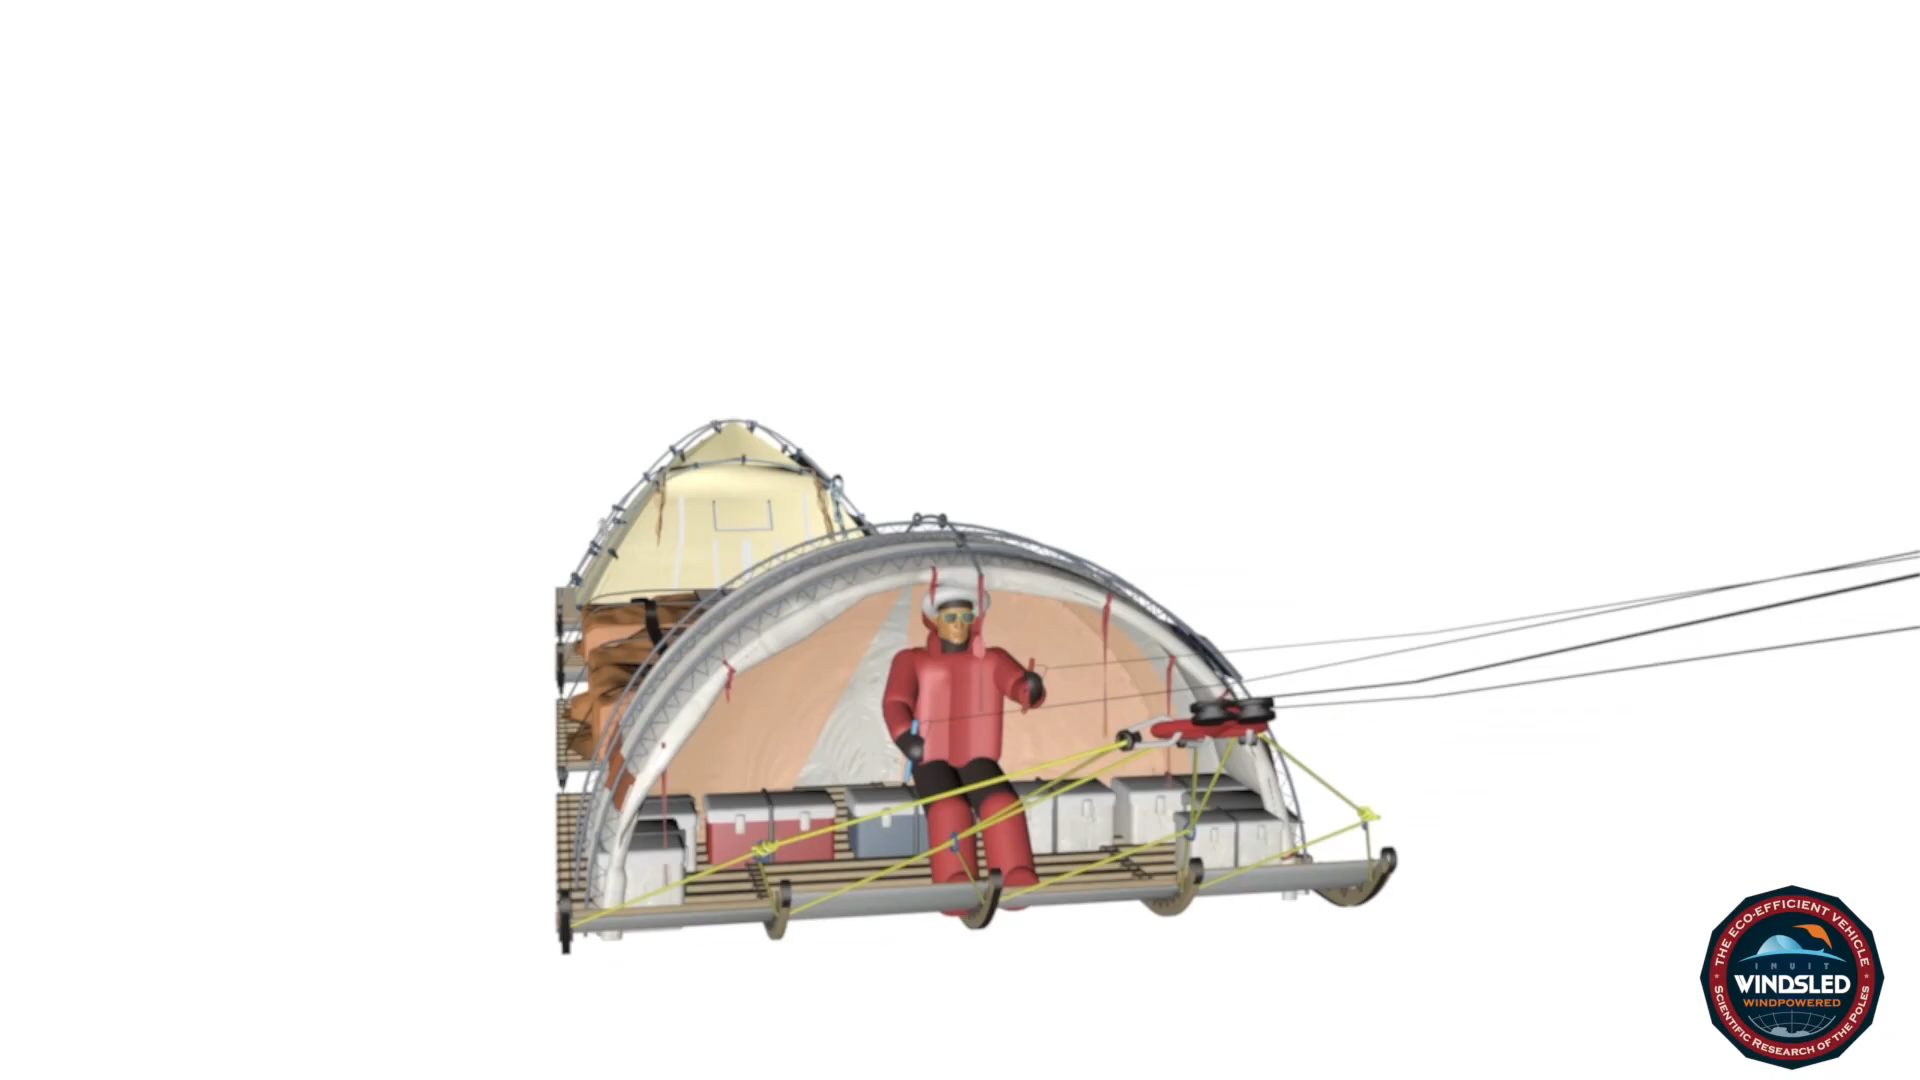 THE ECO-EFFICIENT VEHICLE
INUIT
WINDSLED
WINDPOWERED
SCIENTIFIC RESEARCH OF THE POLES